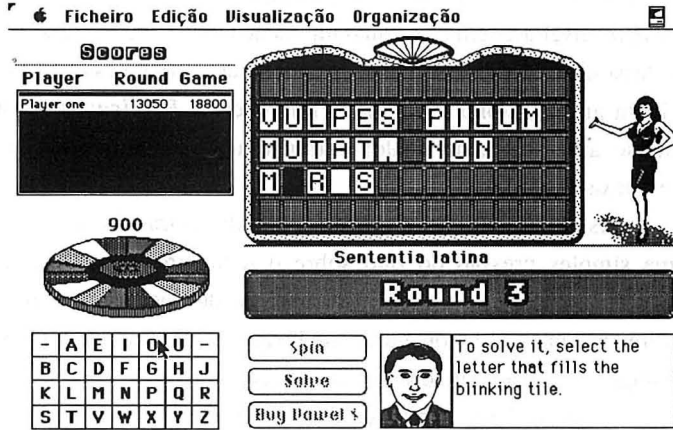 Ficheiro Edição Visualização Organização
Scores
Player Round Game
Player one 13050 18800
VULPES PILUM
MUTAT, NON
M R S
900
Sententia latina
Round 3
- A E I O U -
B C D F G H J
K L M N P Q R
S T V W X Y Z
Spin
Solve
Buy Vowel $
To solve it, select the
letter that fills the
blinking tile.